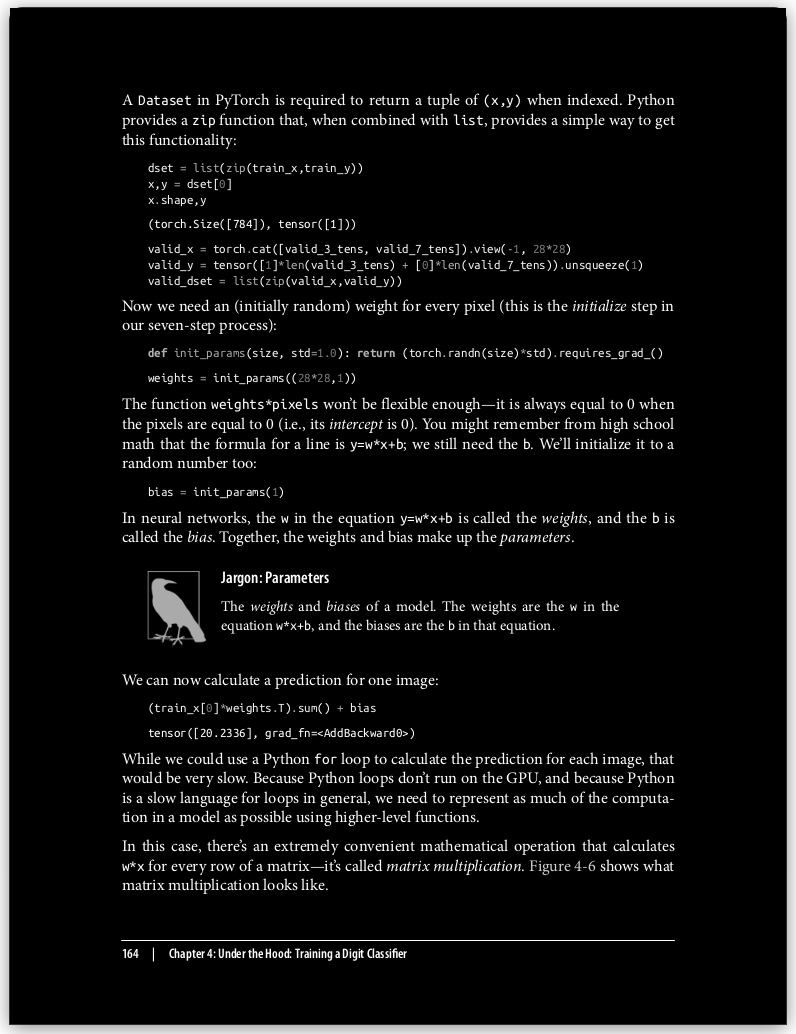 A Dataset in PyTorch is required to return a tuple of (x,y) when indexed. Python
provides a zip function that, when combined with list, provides a simple way to get
this functionality:
dset = list(zip(train_x,train_y))
x,y = dset[0]
x.shape,y
(torch.Size([784]), tensor([1]))
valid_x = torch.cat([valid_3_tens, valid_7_tens]).view(-1, 28*28)
valid_y = tensor([1]*len(valid_3_tens) + [0]*len(valid_7_tens)).unsqueeze(1)
valid_dset = list(zip(valid_x,valid_y))
Now we need an (initially random) weight for every pixel (this is the initialize step in
our seven-step process):
def init_params(size, std=1.0): return (torch.randn(size)*std).requires_grad_()
weights = init_params((28*28,1))
The function weights*pixels won't be flexible enough—it is always equal to 0 when
the pixels are equal to 0 (i.e., its intercept is 0). You might remember from high school
math that the formula for a line is y=w*x+b; we still need the b. We'll initialize it to a
random number too:
bias = init_params(1)
In neural networks, the w in the equation y=w*x+b is called the weights, and the b is
called the bias. Together, the weights and bias make up the parameters.
Jargon: Parameters
The weights and biases of a model. The weights are the w in the
equation w*x+b, and the biases are the b in that equation.
We can now calculate a prediction for one image:
(train_x[0]*weights.T).sum() + bias
tensor([20.2336], grad_fn=<AddBackward0>)
While we could use a Python for loop to calculate the prediction for each image, that
would be very slow. Because Python loops don't run on the GPU, and because Python
is a slow language for loops in general, we need to represent as much of the computa-
tion in a model as possible using higher-level functions.
In this case, there's an extremely convenient mathematical operation that calculates
w*x for every row of a matrix—it's called matrix multiplication. Figure 4-6 shows what
matrix multiplication looks like.
164 | Chapter 4: Under the Hood: Training a Digit Classifier